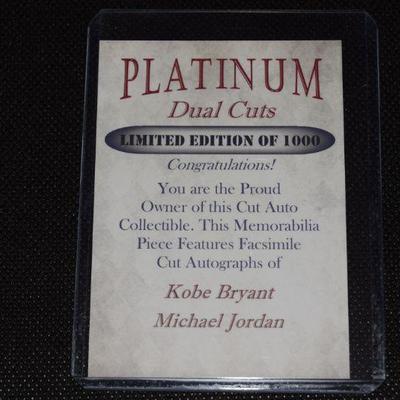 PLATINUM
Dual Cuts
LIMITED EDITION OF 1000
Congratulations!
You are the Proud
Owner of this Cut Auto
Collectible. This Memorabilia
Piece Features Facsimile
Cut Autographs of
Kobe Bryant
Michael Jordan